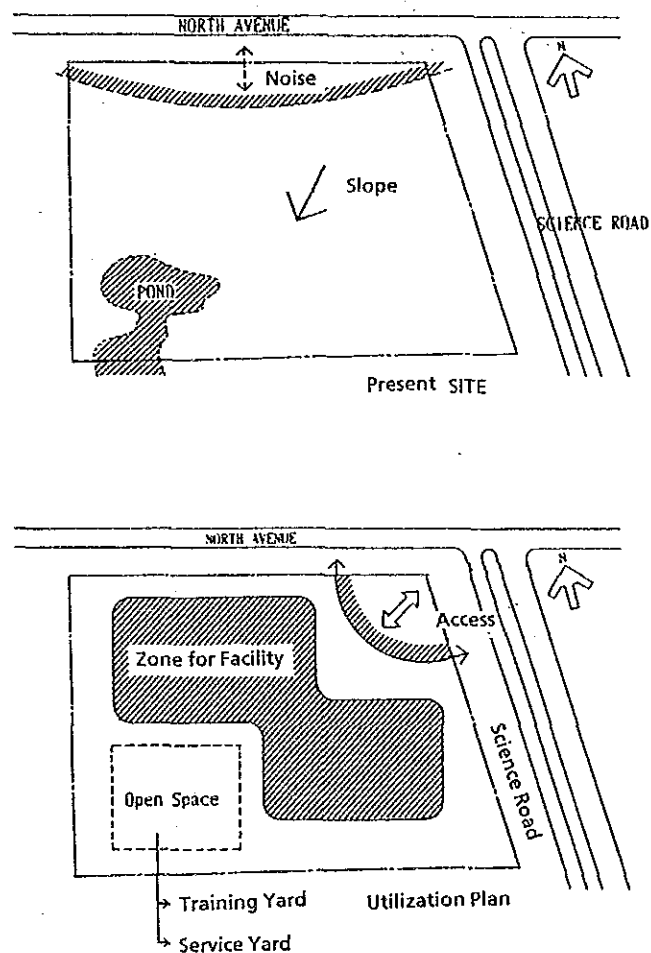 NORTH AVENUE
N
Noise
Slope
SCIENCE ROAD
POND
Present SITE
NORTH AVENUE
N
Access
Zone for Facility
Science Road
Open Space
Training Yard
Utilization Plan
Service Yard